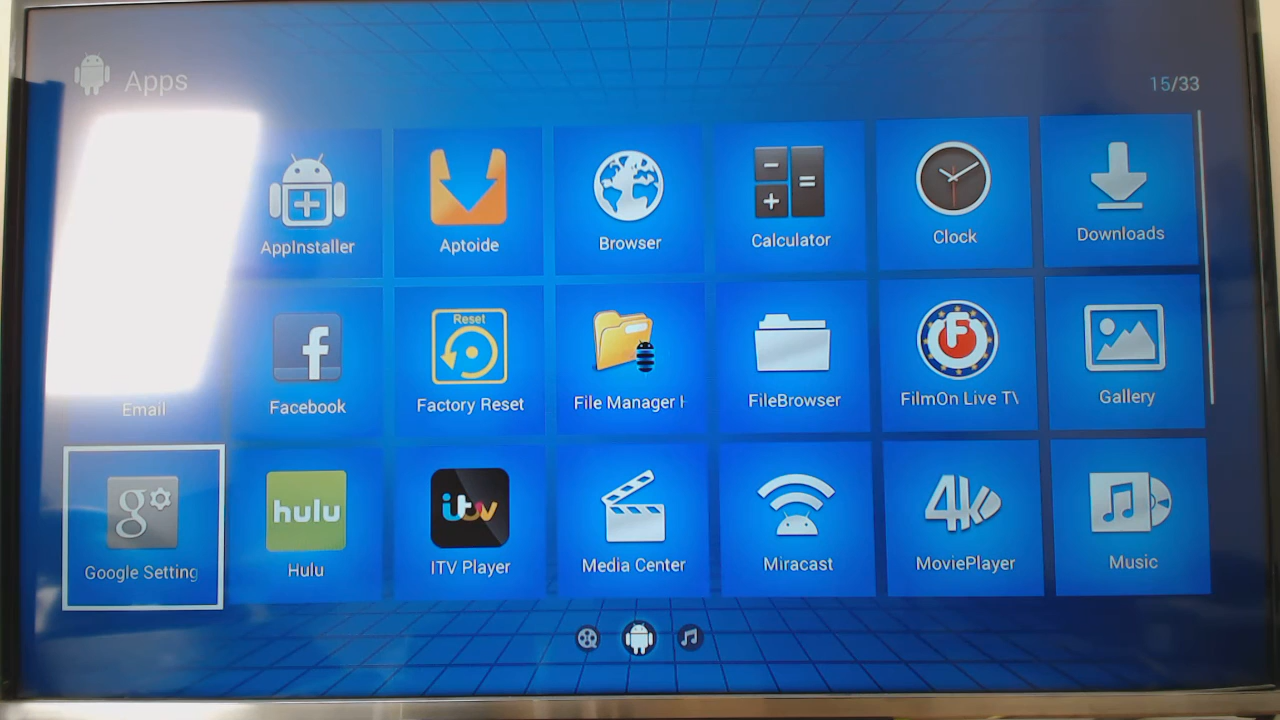 Apps
15/33
AppInstaller
Aptoide
Browser
Calculator
Clock
Downloads
Email
f
Facebook
Reset
Factory Reset
File Manager
FileBrowser
F
FilmOn Live
Gallery
g
Google Setting
hulu
Hulu
itv
ITV Player
Media Center
Miracast
4K
MoviePlayer
Music